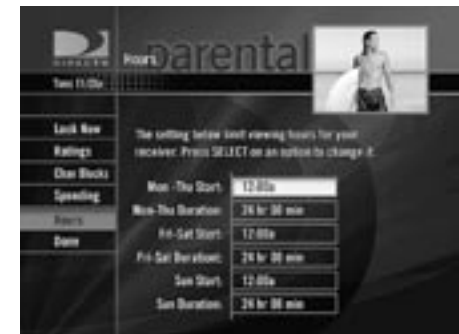 DIRECTV
Hours
parental
Lock Now
Ratings
Chan Blocks
Spending
Hours
Done
The setting below limit viewing hours for your
receiver. Press SELECT on an option to change it.
Mon -Thu Start: 12:00a
Mon-Thu Duration: 24 hr 00 min
Fri-Sat Start: 12:00a
Fri-Sat Duration: 24 hr 00 min
Sun Start: 12:00a
Sun Duration: 24 hr 00 min